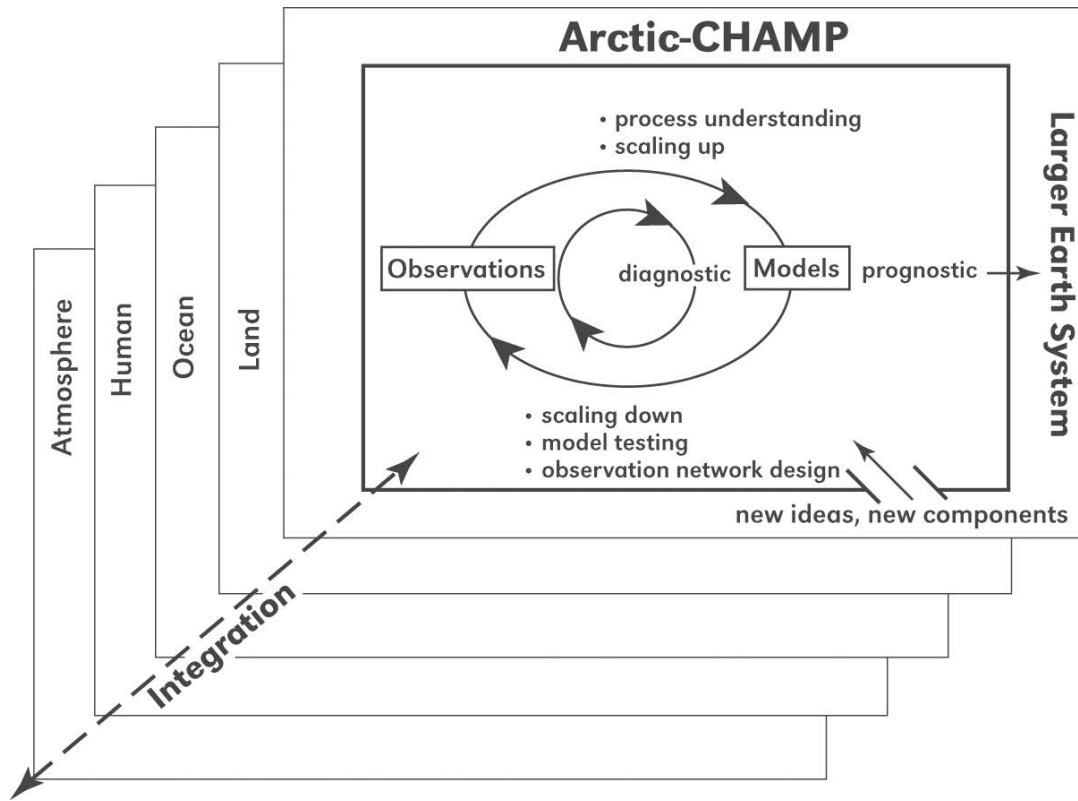 Arctic-CHAMP
• process understanding
• scaling up
Observations
diagnostic
Models
prognostic
Larger Earth System
• scaling down
• model testing
• observation network design
new ideas, new components
Land
Ocean
Human
Atmosphere
Integration